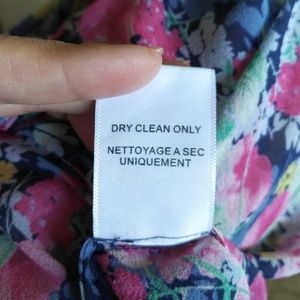 DRY CLEAN ONLY
NETTOYAGE A SEC
UNIQUEMENT